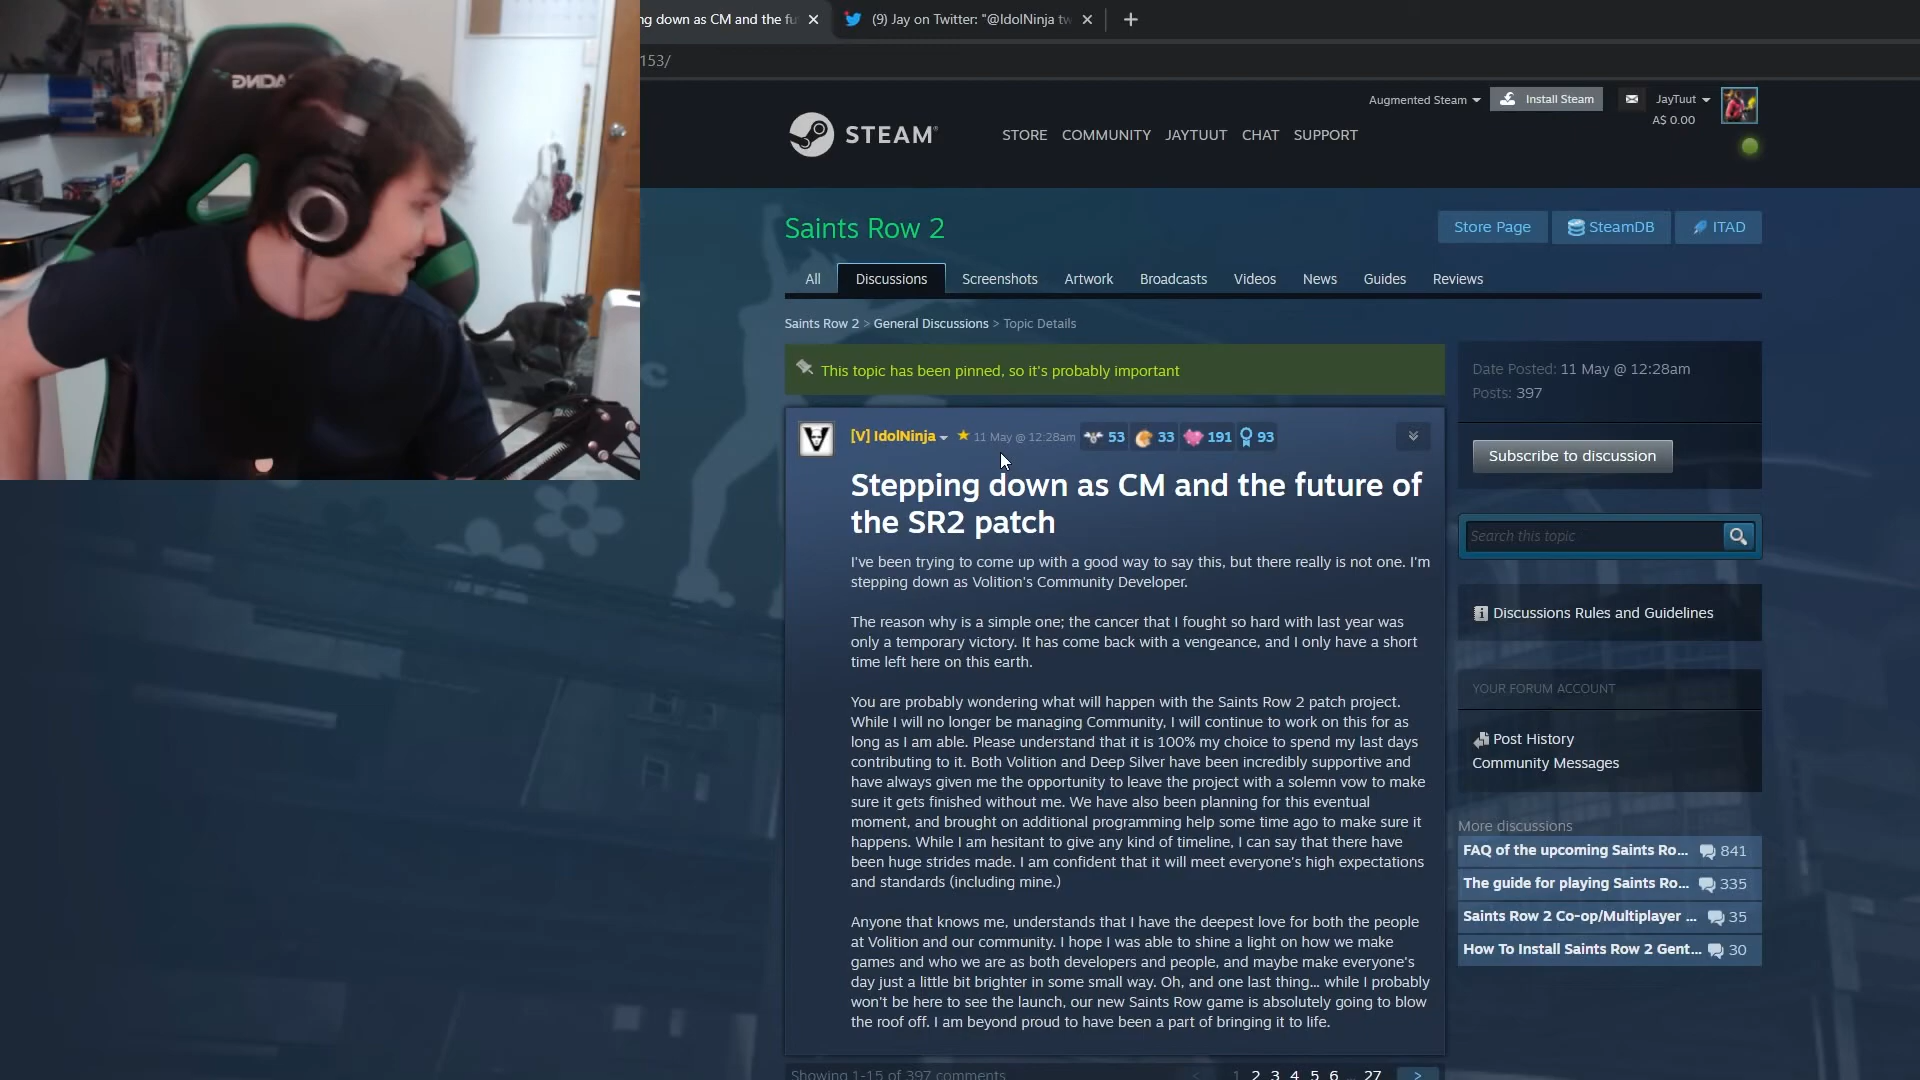 ng down as CM and the fu
(9) Jay on Twitter: "@IdolNinja tw
153/
Augmented Steam
Install Steam
JayTuut
A$ 0.00
STEAM
STORE COMMUNITY JAYTUUT CHAT SUPPORT
Saints Row 2
Store Page
SteamDB
ITAD
All Discussions Screenshots Artwork Broadcasts Videos News Guides Reviews
Saints Row 2 > General Discussions > Topic Details
This topic has been pinned, so it's probably important
Date Posted: 11 May @ 12:28am
Posts: 397
[V] IdolNinja ★ 11 May @ 12:28am 53 33 191 93
Subscribe to discussion
Stepping down as CM and the future of
the SR2 patch
Search this topic
I've been trying to come up with a good way to say this, but there really is not one. I'm
stepping down as Volition's Community Developer.
The reason why is a simple one; the cancer that I fought so hard with last year was
only a temporary victory. It has come back with a vengeance, and I only have a short
time left here on this earth.
You are probably wondering what will happen with the Saints Row 2 patch project.
While I will no longer be managing Community, I will continue to work on this for as
long as I am able. Please understand that it is 100% my choice to spend my last days
contributing to it. Both Volition and Deep Silver have been incredibly supportive and
have always given me the opportunity to leave the project with a solemn vow to make
sure it gets finished without me. We have also been planning for this eventual
moment, and brought on additional programming help some time ago to make sure it
happens. While I am hesitant to give any kind of timeline, I can say that there have
been huge strides made. I am confident that it will meet everyone's high expectations
and standards (including mine.)
Anyone that knows me, understands that I have the deepest love for both the people
at Volition and our community. I hope I was able to shine a light on how we make
games and who we are as both developers and people, and maybe make everyone's
day just a little bit brighter in some small way. Oh, and one last thing... while I probably
won't be here to see the launch, our new Saints Row game is absolutely going to blow
the roof off. I am beyond proud to have been a part of bringing it to life.
Discussions Rules and Guidelines
YOUR FORUM ACCOUNT
Post History
Community Messages
More discussions
FAQ of the upcoming Saints Ro... 841
The guide for playing Saints Ro... 335
Saints Row 2 Co-op/Multiplayer ... 35
How To Install Saints Row 2 Gent... 30
Showing 1-15 of 397 comments
< 1 2 3 4 5 6 ... 27 >